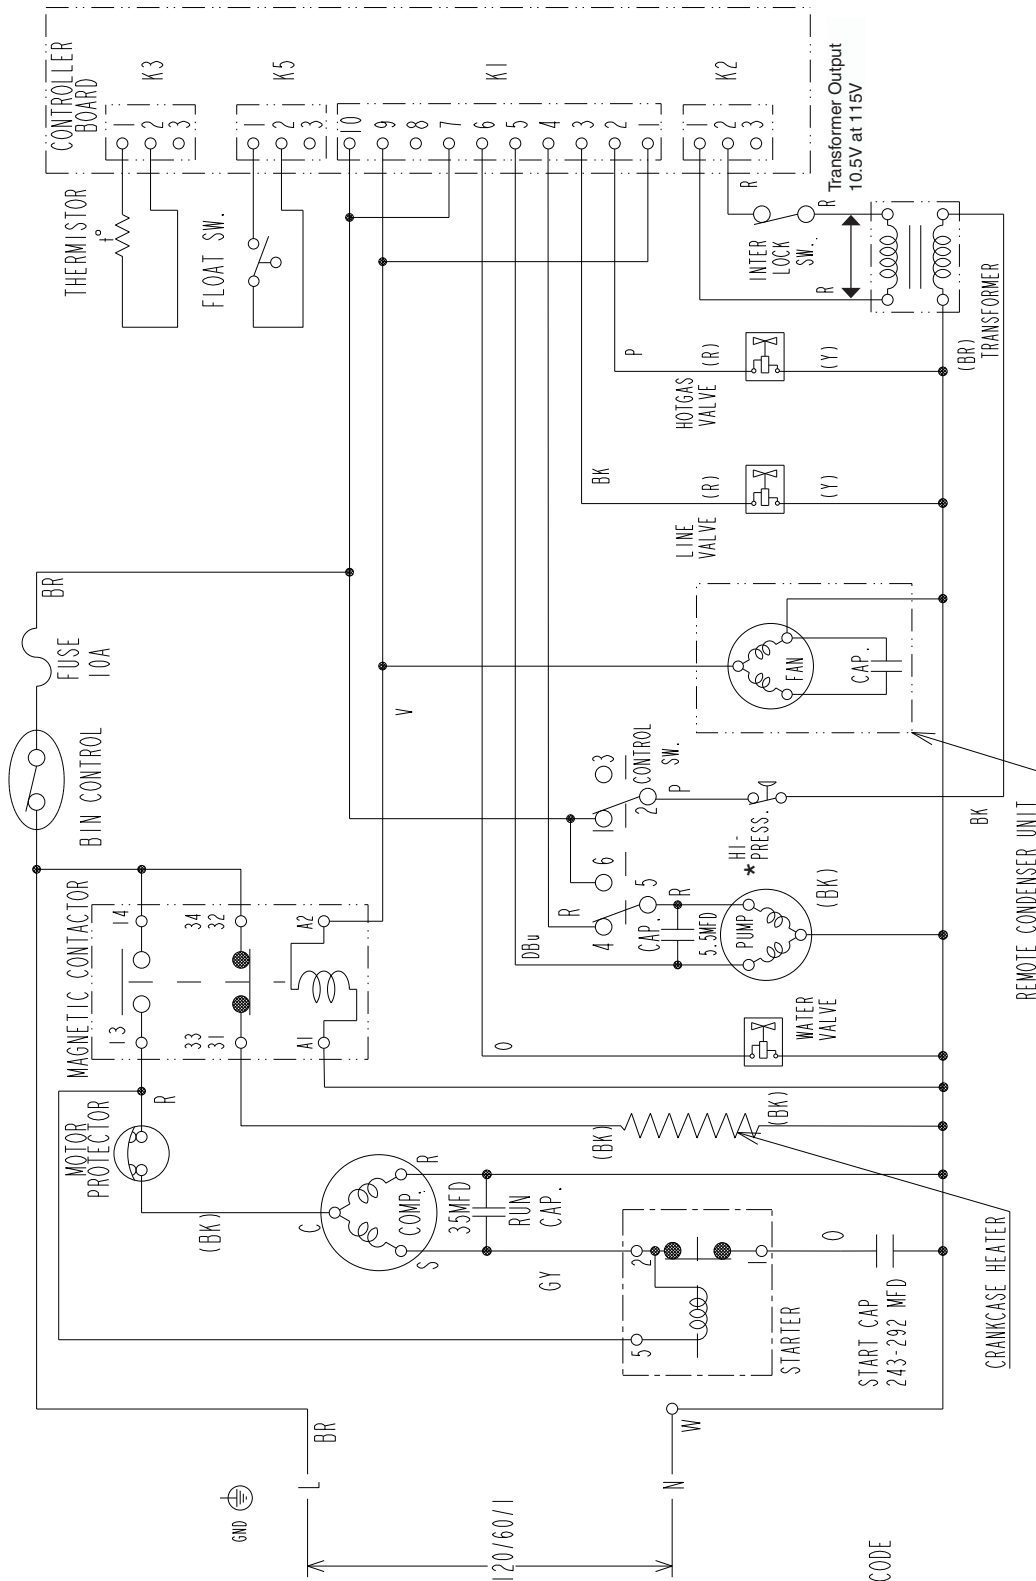 CONTROLLER
BOARD
K3
1
2
3
K5
1
2
3
K1
10
9
8
7
6
5
4
3
2
1
K2
1
2
3
Transformer Output
10.5V at 115V
THERMISTOR
t°
FLOAT SW.
R
R
INTER
LOCK
SW.
R
(BR)
TRANSFORMER
P
HOTGAS
VALVE
(R)
(Y)
BK
LINE
VALVE
(R)
(Y)
BR
FUSE
10A
BIN CONTROL
V
FAN
CAP.
REMOTE CONDENSER UNIT
3
CONTROL
SW.
1
2
P
6
5
R
4
R
HI-
* PRESS.
BK
DBu
CAP.
5.5MFD
PUMP
(BK)
MAGNETIC CONTACTOR
14
13
34
32
33
31
A2
A1
O
WATER
VALVE
MOTOR
PROTECTOR
R
(BK)
(BK)
(BK)
CRANKCASE HEATER
C
R
S
COMP.
35MFD
RUN
CAP.
GY
2
1
5
STARTER
O
START CAP
243-292 MFD
GND
L
BR
120/60/1
N
W
CODE